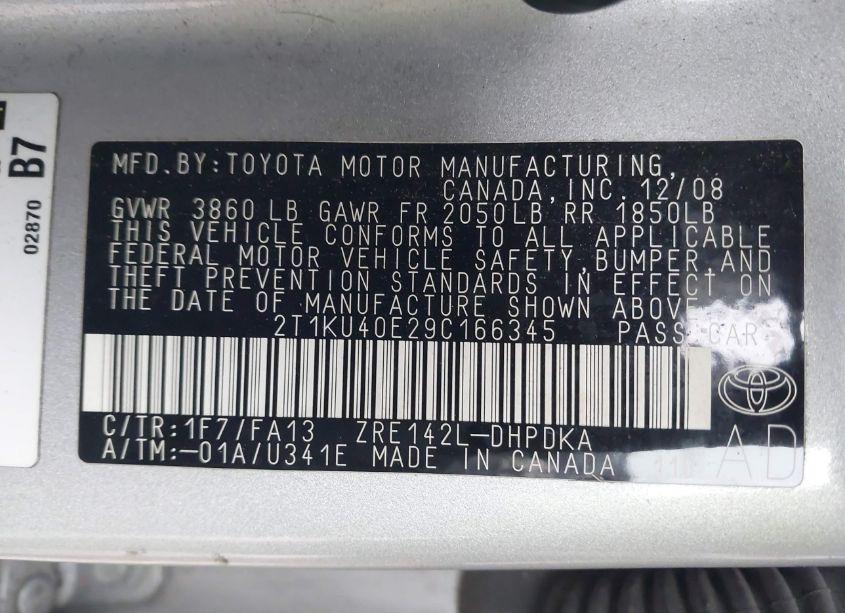 B7
02870
MFD.BY:TOYOTA MOTOR MANUFACTURING,
CANADA,INC. 12/08
GVWR 3860 LB GAWR FR 2050LB RR 1850LB
THIS VEHICLE CONFORMS TO ALL APPLICABLE
FEDERAL MOTOR VEHICLE SAFETY,BUMPER,AND
THEFT PREVENTION STANDARDS IN EFFECT ON
THE DATE OF MANUFACTURE SHOWN ABOVE.
2T1KU40E29C166345 PASS CAR
C/TR:1F7/FA13 ZRE142L-DHPDKA
A/TM:-01A/U341E MADE IN CANADA
AD